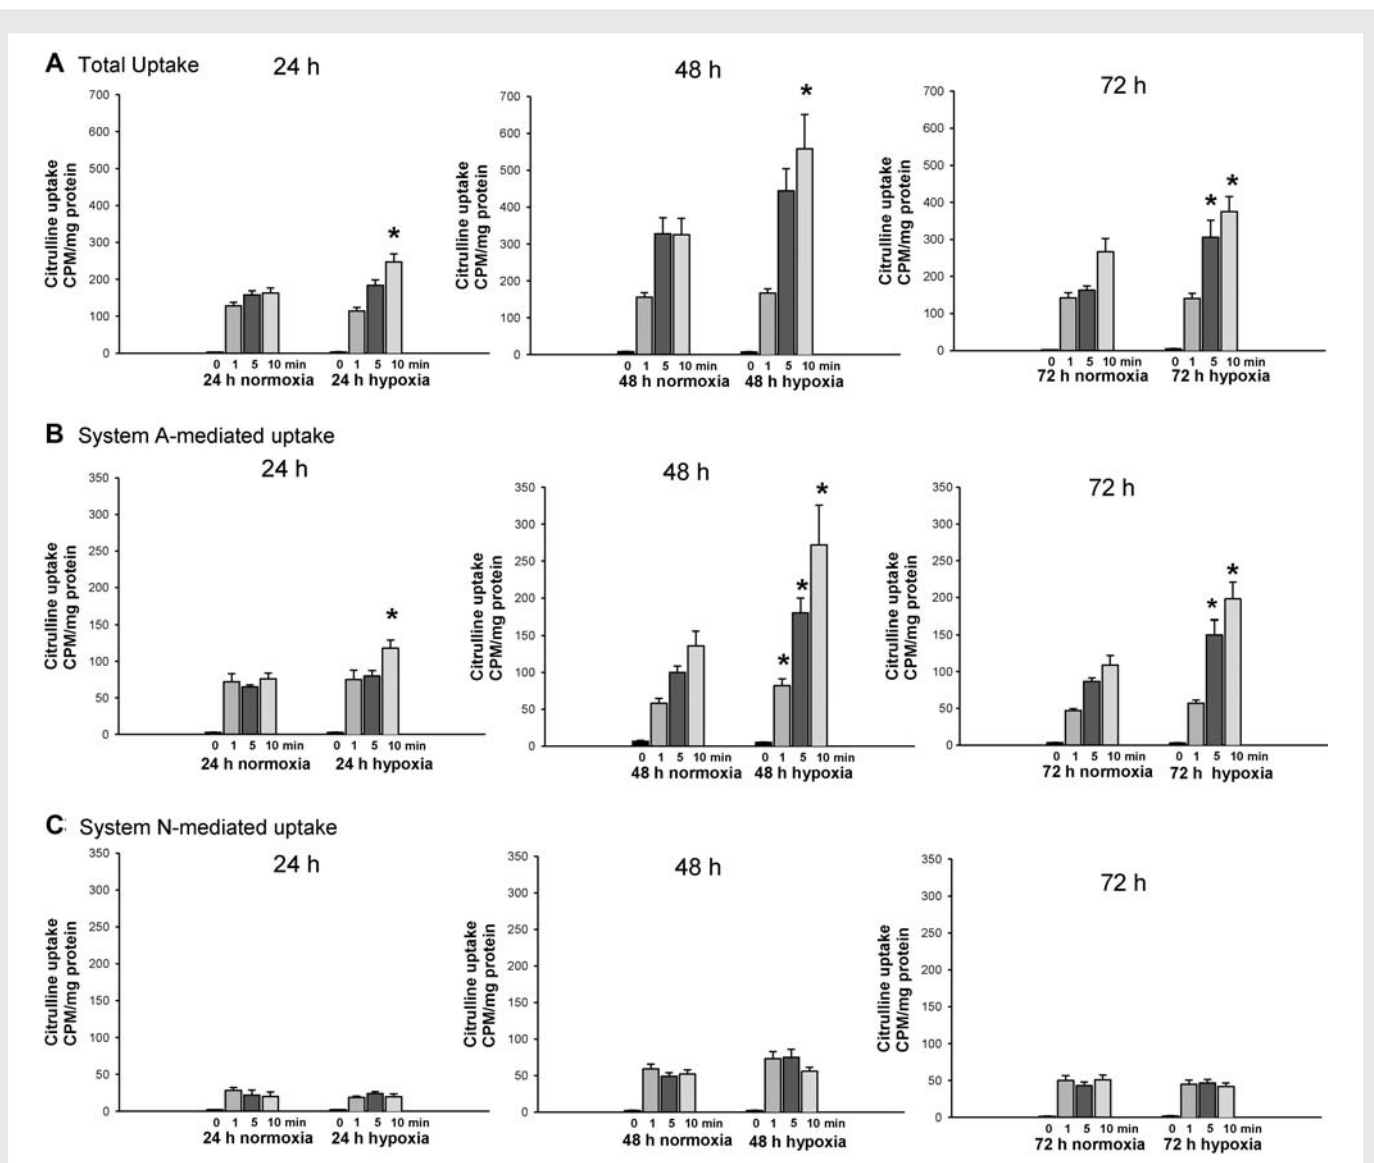 A Total Uptake
24 h
48 h
72 h
Citrulline uptake
CPM/mg protein
700
600
500
400
300
200
100
0
*
0 1 5 10 min 0 1 5 10 min
24 h normoxia 24 h hypoxia
Citrulline uptake
CPM/mg protein
700
600
500
400
300
200
100
0
*
0 1 5 10 min 0 1 5 10 min
48 h normoxia 48 h hypoxia
Citrulline uptake
CPM/mg protein
700
600
500
400
300
200
100
0
* *
0 1 5 10 min 0 1 5 10 min
72 h normoxia 72 h hypoxia
B System A-mediated uptake
24 h
48 h
72 h
Citrulline uptake
CPM/mg protein
350
300
250
200
150
100
50
0
*
0 1 5 10 min 0 1 5 10 min
24 h normoxia 24 h hypoxia
Citrulline uptake
CPM/mg protein
350
300
250
200
150
100
50
0
* * *
0 1 5 10 min 0 1 5 10 min
48 h normoxia 48 h hypoxia
Citrulline uptake
CPM/mg protein
350
300
250
200
150
100
50
0
* *
0 1 5 10 min 0 1 5 10 min
72 h normoxia 72 h hypoxia
C: System N-mediated uptake
24 h
48 h
72 h
Citrulline uptake
CPM/mg protein
350
300
250
200
150
100
50
0
0 1 5 10 min 0 1 5 10 min
24 h normoxia 24 h hypoxia
Citrulline uptake
CPM/mg protein
350
300
250
200
150
100
50
0
0 1 5 10 min 0 1 5 10 min
48 h normoxia 48 h hypoxia
Citrulline uptake
CPM/mg protein
350
300
250
200
150
100
50
0
0 1 5 10 min 0 1 5 10 min
72 h normoxia 72 h hypoxia